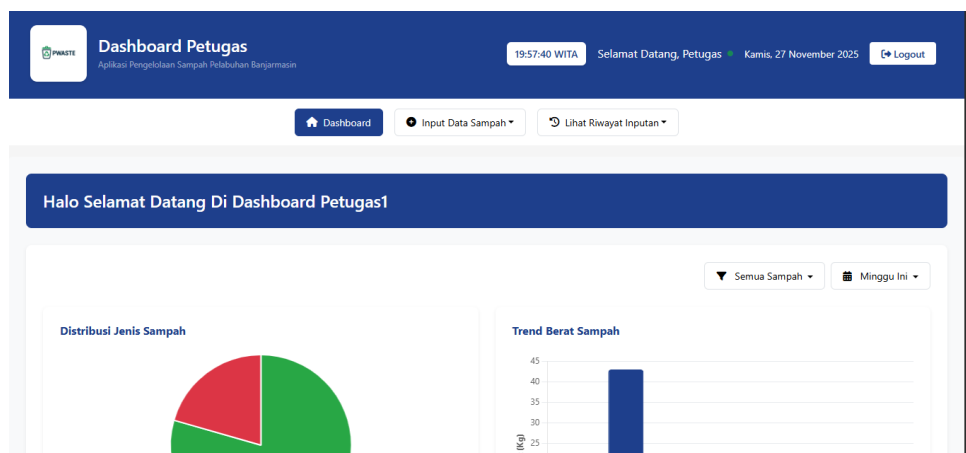 PWASTE
Dashboard Petugas
Aplikasi Pengelolaan Sampah Pelabuhan Banjarmasin
19:57:40 WITA
Selamat Datang, Petugas
Kamis, 27 November 2025
Logout
Dashboard
Input Data Sampah
Lihat Riwayat Inputan
Halo Selamat Datang Di Dashboard Petugas1
Semua Sampah
Minggu Ini
Distribusi Jenis Sampah
Trend Berat Sampah
45
40
35
30
25
(Kg)